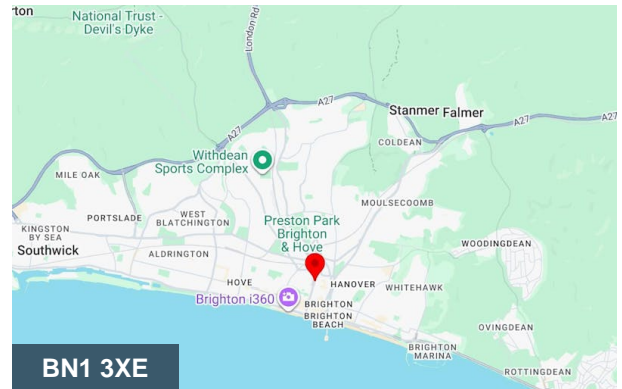 rton
National Trust -
Devil's Dyke
London Rd
A27
Stanmer
Falmer
A27
A27
A27
COLDEAN
Withdean
Sports Complex
MILE OAK
MOULSECOOMB
PORTSLADE
WEST
BLATCHINGTON
Preston Park
Brighton
& Hove
KINGSTON
BY SEA
Southwick
WOODINGDEAN
ALDRINGTON
HOVE
HANOVER
WHITEHAWK
Brighton i360
BRIGHTON
BRIGHTON
BEACH
OVINGDEAN
BRIGHTON
MARINA
ROTTINGDEAN
BN1 3XE